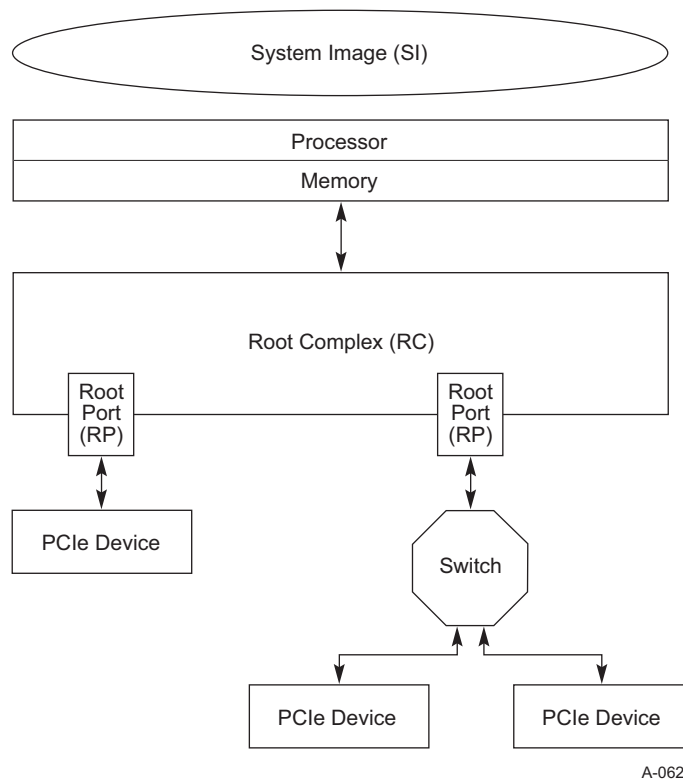 System Image (SI)
Processor
Memory
Root Complex (RC)
Root
Port
(RP)
Root
Port
(RP)
PCIe Device
Switch
PCIe Device
PCIe Device
A-062